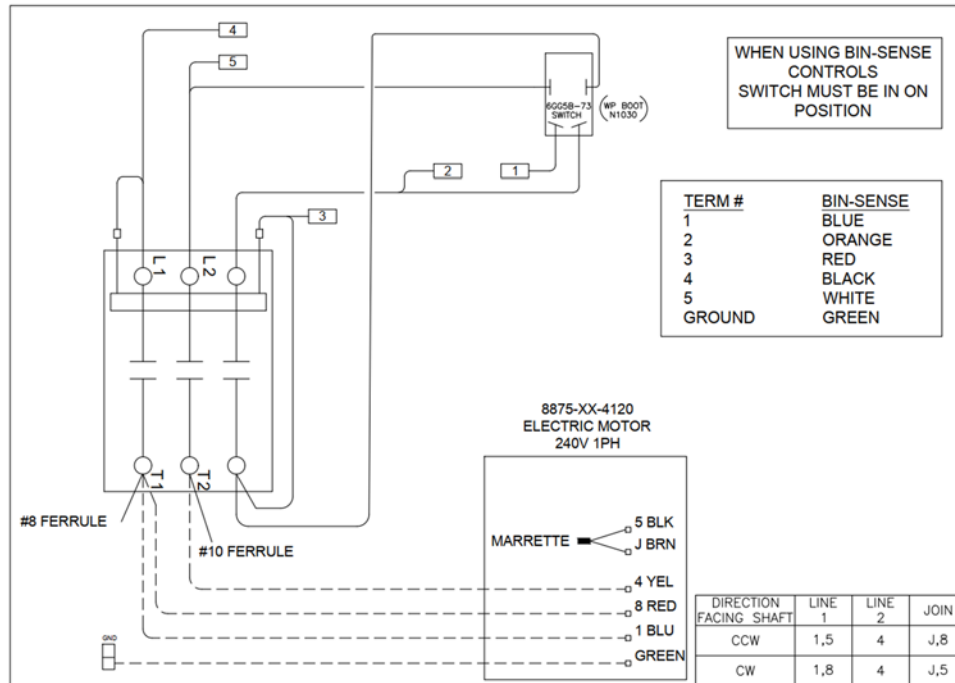 4
5
WHEN USING BIN-SENSE
CONTROLS
SWITCH MUST BE IN ON
POSITION
6GG5B-73
SWITCH
(WP BOOT
N1030)
2
1
3
TERM # BIN-SENSE
1 BLUE
2 ORANGE
3 RED
4 BLACK
5 WHITE
GROUND GREEN
L1
L2
T1
T2
#8 FERRULE
#10 FERRULE
8875-XX-4120
ELECTRIC MOTOR
240V 1PH
MARRETTE
5 BLK
J BRN
4 YEL
8 RED
1 BLU
GREEN
GND
DIRECTION FACING SHAFT LINE 1 LINE 2 JOIN
CCW 1,5 4 J,8
CW 1,8 4 J,5